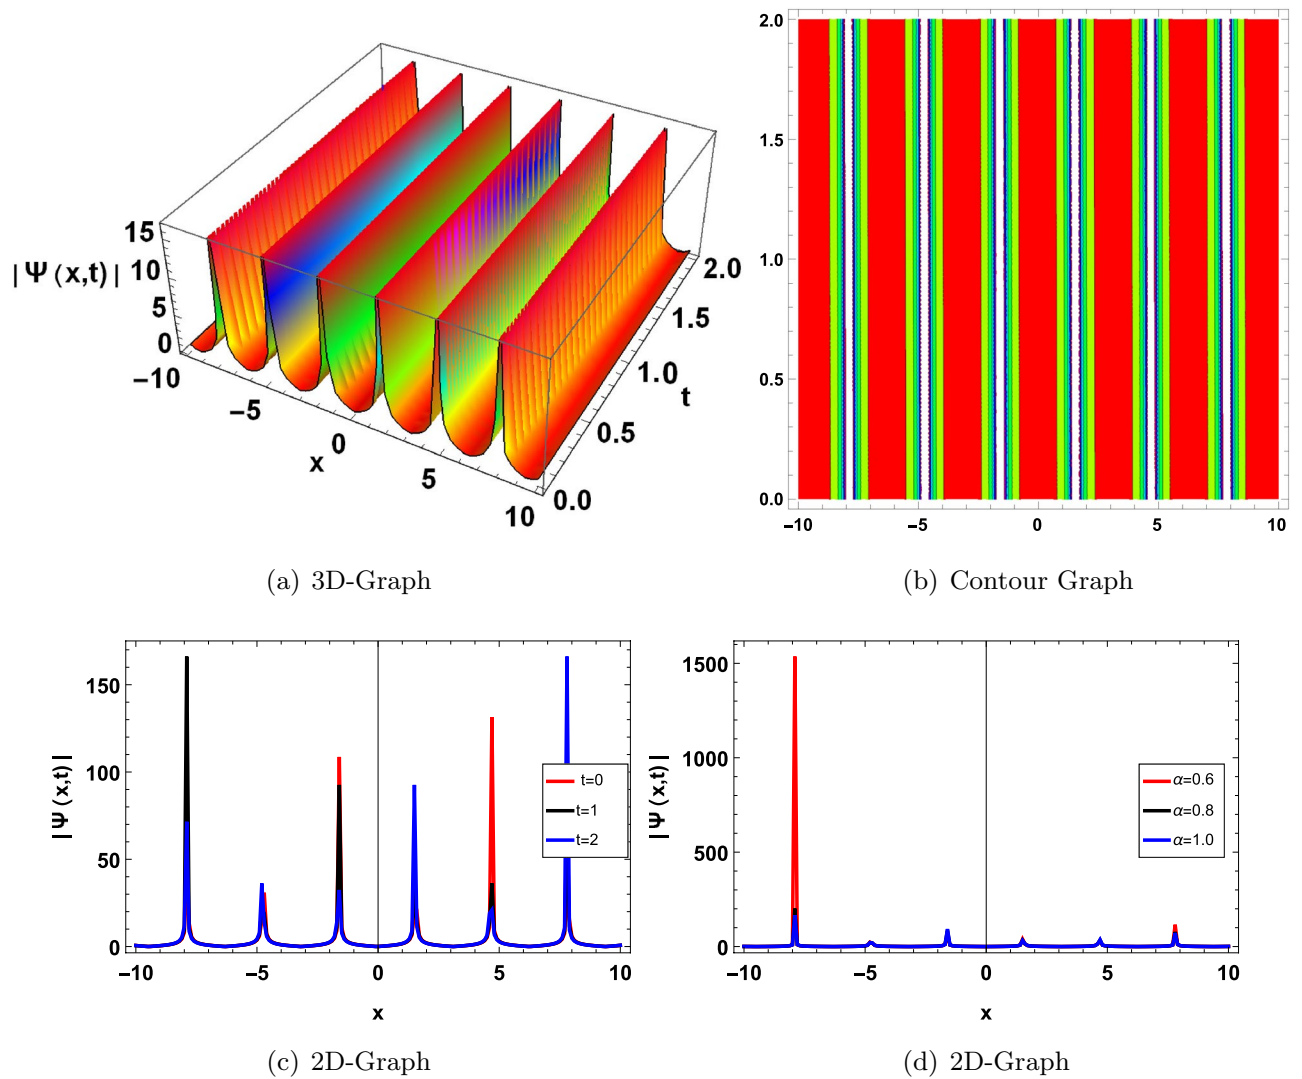 15
10
5
0
|Ψ (x,t)|
−10
−5
0
5
10
x
0.0
0.5
1.0
1.5
2.0
t
(a) 3D-Graph
2.0
1.5
1.0
0.5
0.0
−10 −5 0 5 10
(b) Contour Graph
150
100
50
0
|Ψ (x,t)|
t=0
t=1
t=2
−10 −5 0 5 10
x
(c) 2D-Graph
1500
1000
500
0
|Ψ (x,t)|
α=0.6
α=0.8
α=1.0
−10 −5 0 5 10
x
(d) 2D-Graph